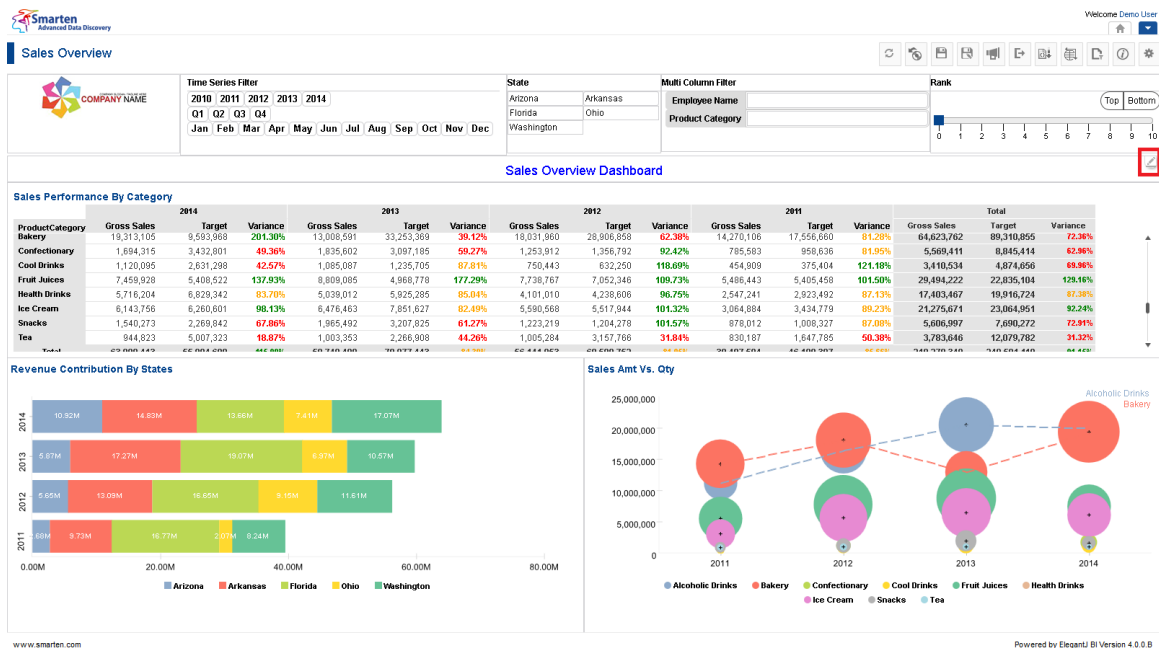 Smarten
Advanced Data Discovery
Welcome Demo User
Sales Overview
COMPANY NAME
Time Series Filter
2010 2011 2012 2013 2014
Q1 Q2 Q3 Q4
Jan Feb Mar Apr May Jun Jul Aug Sep Oct Nov Dec
State
Arizona Arkansas
Florida Ohio
Washington
Multi Column Filter
Employee Name
Product Category
Rank
Top Bottom
0 1 2 3 4 5 6 7 8 9 10
Sales Overview Dashboard
Sales Performance By Category
2014 2013 2012 2011 Total
ProductCategory Gross Sales Target Variance Gross Sales Target Variance Gross Sales Target Variance Gross Sales Target Variance Gross Sales Target Variance
Bakery 19,313,105 9,593,968 201.30% 13,008,591 33,253,369 39.12% 18,031,960 28,906,858 62.38% 14,270,106 17,556,660 81.28% 64,623,762 89,310,855 72.36%
Confectionary 1,694,315 3,432,801 49.36% 1,835,602 3,097,185 59.27% 1,253,912 1,356,792 92.42% 785,583 958,636 81.95% 5,569,411 8,845,414 62.96%
Cool Drinks 1,120,095 2,631,298 42.57% 1,085,087 1,235,705 87.81% 750,443 632,250 118.69% 454,909 375,404 121.18% 3,410,534 4,874,656 69.96%
Fruit Juices 7,459,928 5,408,522 137.93% 8,809,085 4,968,778 177.29% 7,738,767 7,052,346 109.73% 5,486,443 5,405,458 101.50% 29,494,222 22,835,104 129.16%
Health Drinks 5,716,204 6,829,342 83.70% 5,039,012 5,925,285 85.04% 4,101,010 4,238,606 96.75% 2,547,241 2,923,492 87.13% 17,403,467 19,916,724 87.38%
Ice Cream 6,143,756 6,260,601 98.13% 6,476,463 7,851,627 82.49% 5,590,568 5,517,944 101.32% 3,064,884 3,434,779 89.23% 21,275,671 23,064,951 92.24%
Snacks 1,540,273 2,269,842 67.86% 1,965,492 3,207,825 61.27% 1,223,219 1,204,278 101.57% 878,012 1,008,327 87.08% 5,606,997 7,690,272 72.91%
Tea 944,823 5,007,323 18.87% 1,003,353 2,266,908 44.26% 1,005,284 3,157,766 31.84% 830,187 1,647,785 50.38% 3,783,646 12,079,782 31.32%
Total
Revenue Contribution By States
2014 10.92M 14.83M 13.66M 7.41M 17.07M
2013 5.87M 17.27M 19.07M 6.97M 10.57M
2012 5.65M 13.09M 16.65M 9.15M 11.61M
2011 .68M 9.73M 16.77M 2.07M 8.24M
0.00M 20.00M 40.00M 60.00M 80.00M
Arizona Arkansas Florida Ohio Washington
Sales Amt Vs. Qty
Alcoholic Drinks
Bakery
25,000,000
20,000,000
15,000,000
10,000,000
5,000,000
0
2011 2012 2013 2014
Alcoholic Drinks Bakery Confectionary Cool Drinks Fruit Juices Health Drinks
Ice Cream Snacks Tea
www.smarten.com
Powered by ElegantJ BI Version 4.0.0.B